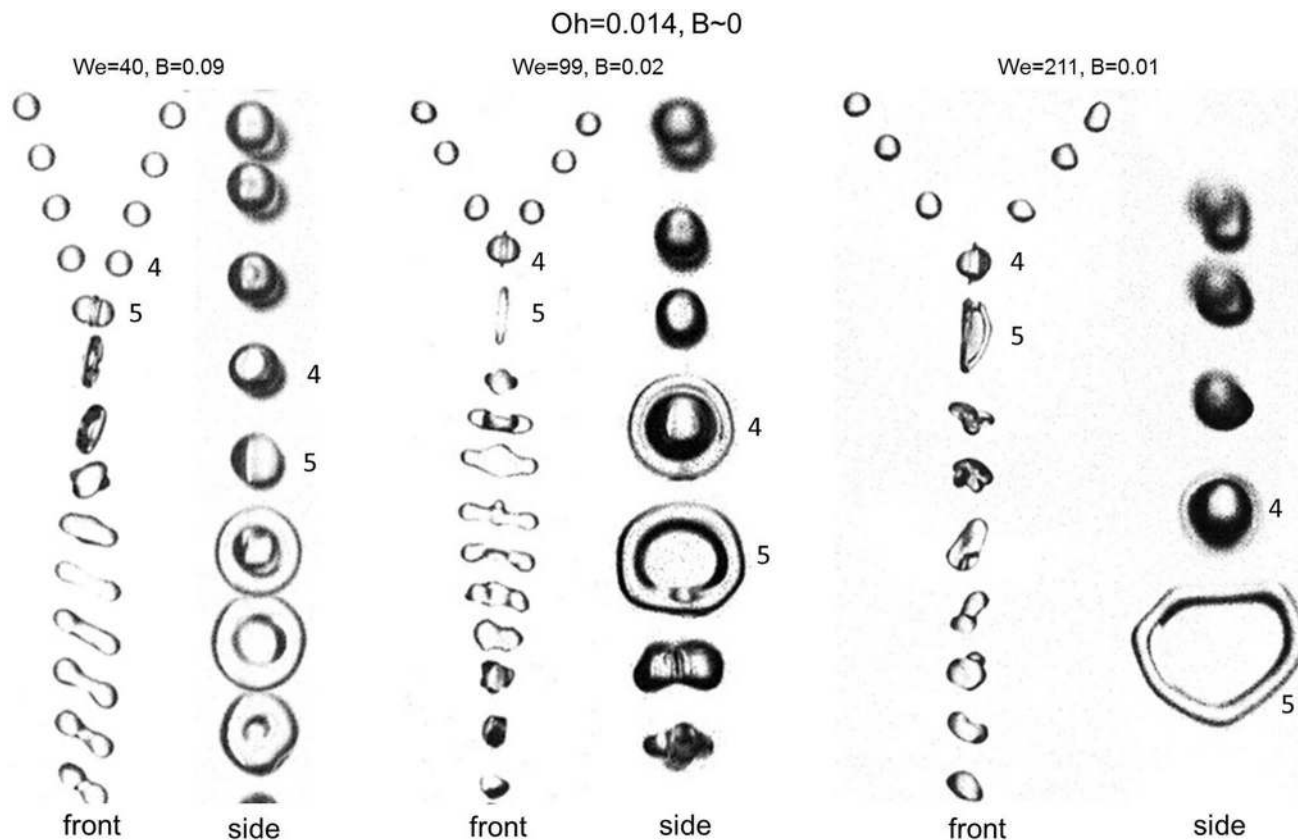 Oh=0.014, B~0
We=40, B=0.09
We=99, B=0.02
We=211, B=0.01
4
5
4
5
front
side
4
5
4
5
front
side
4
5
4
5
front
side